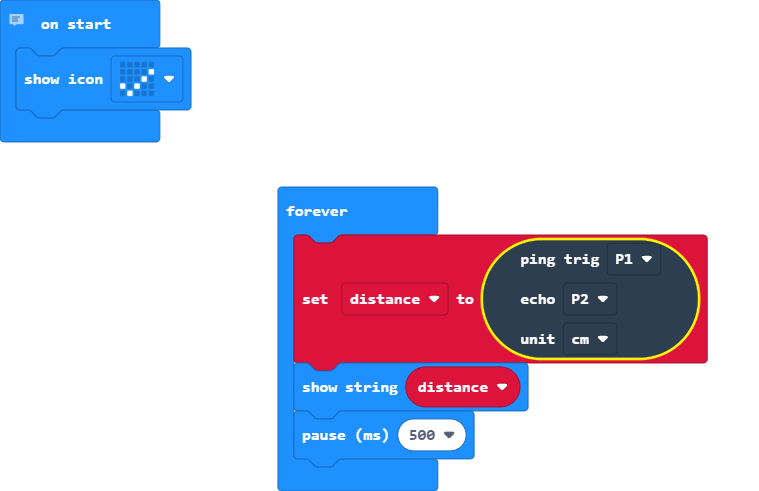 on start
show icon
forever
ping trig P1
set distance to echo P2
unit cm
show string distance
pause (ms) 500